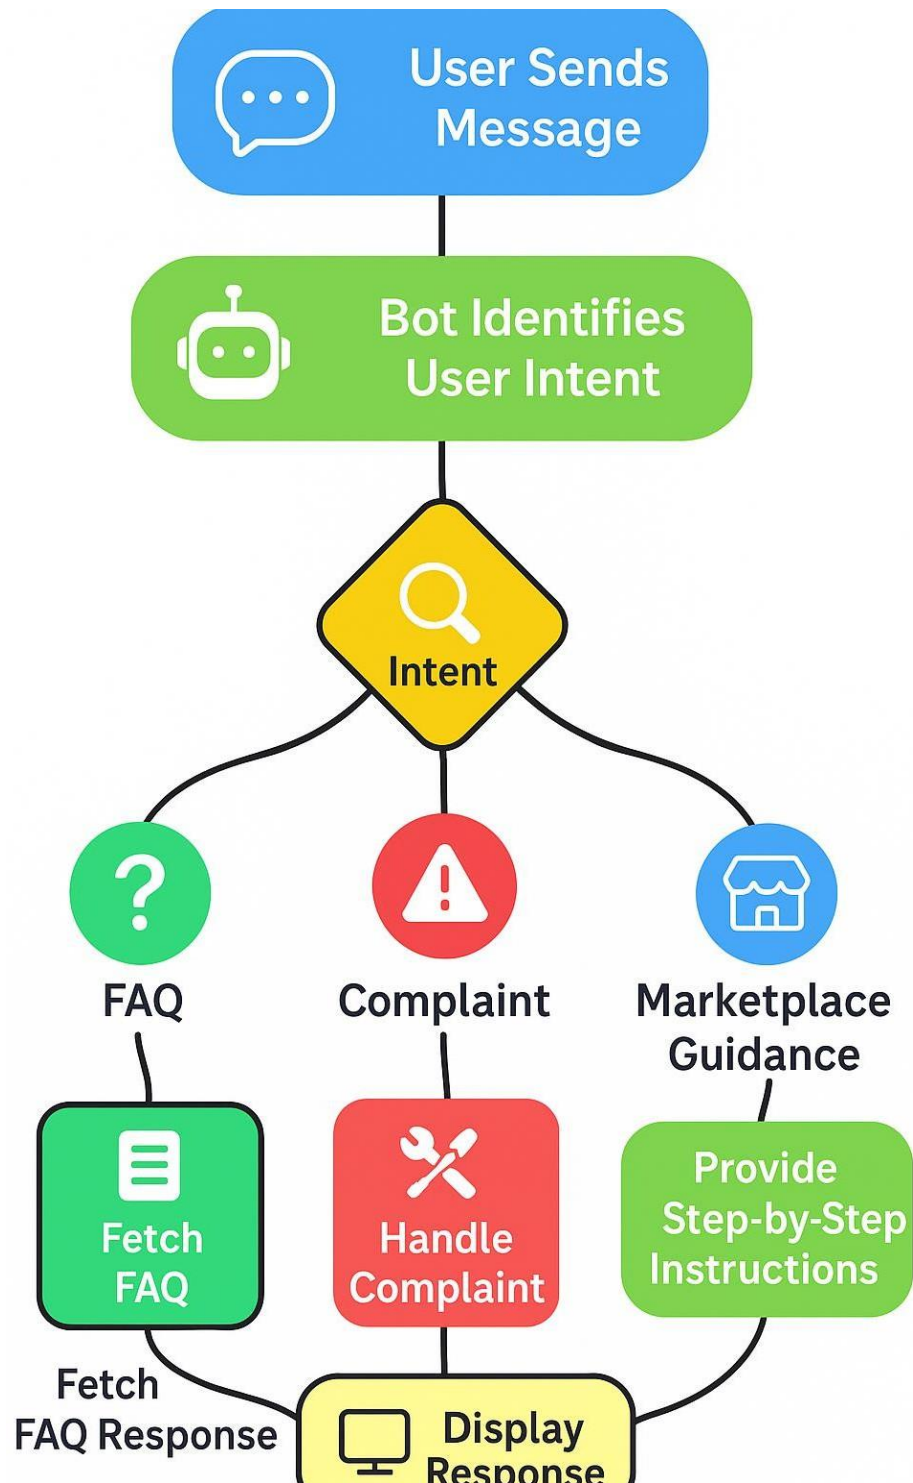 User Sends
Message
Bot Identifies
User Intent
Intent
FAQ
Complaint
Marketplace
Guidance
Fetch
FAQ
Handle
Complaint
Provide
Step-by-Step
Instructions
Fetch
FAQ Response
Display
Response